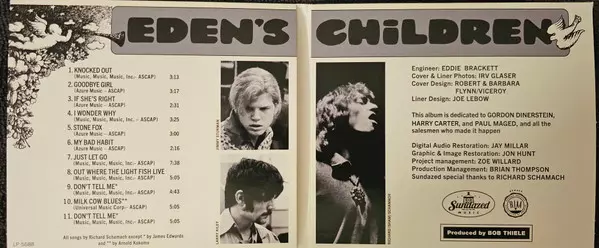 EDEN'S CHILDREN
1. KNOCKED OUT
(Music, Music, Music, Inc.- ASCAP) 3:13
2. GOODBYE GIRL
(Azure Music - ASCAP) 3:17
3. IF SHE'S RIGHT
(Azure Music - ASCAP) 2:31
4. I WONDER WHY
(Music, Music, Music, Inc. - ASCAP) 3:25
5. STONE FOX
(Azure Music - ASCAP) 3:00
6. MY BAD HABIT
(Azure Music - ASCAP) 2:16
7. JUST LET GO
(Music, Music, Music, Inc.- ASCAP) 7:38
8. OUT WHERE THE LIGHT FISH LIVE
(Music, Music, Music, Inc.- ASCAP) 5:05
9. DON'T TELL ME*
(Music, Music, Music, Inc.- ASCAP) 4:43
10. MILK COW BLUES**
(Universal Music Corp.- ASCAP) 5:05
11. DON'T TELL ME*
(Music, Music, Music, Inc.- ASCAP) 5:05
All songs by Richard Schamach except * by James Edwards
and ** by Arnold Kokomo
LP 5068
LARRY KILEY
RICHARD SHAMACH
Engineer: EDDIE BRACKETT
Cover & Liner Photos: IRV GLASER
Cover Design: ROBERT & BARBARA
FLYNN/VICEROY
Liner Design: JOE LEBOW
This album is dedicated to GORDON DINERSTEIN,
HARRY CARTER, and PAUL MAGED, and all the
salesmen who made it happen
Digital Audio Restoration: JAY MILLAR
Graphic & Image Restoration: JON HUNT
Project management: ZOE WILLARD
Production Management: BRIAN THOMPSON
Sundazed special thanks to RICHARD SCHAMACH
Sundazed
MUSIC
Produced by BOB THIELE